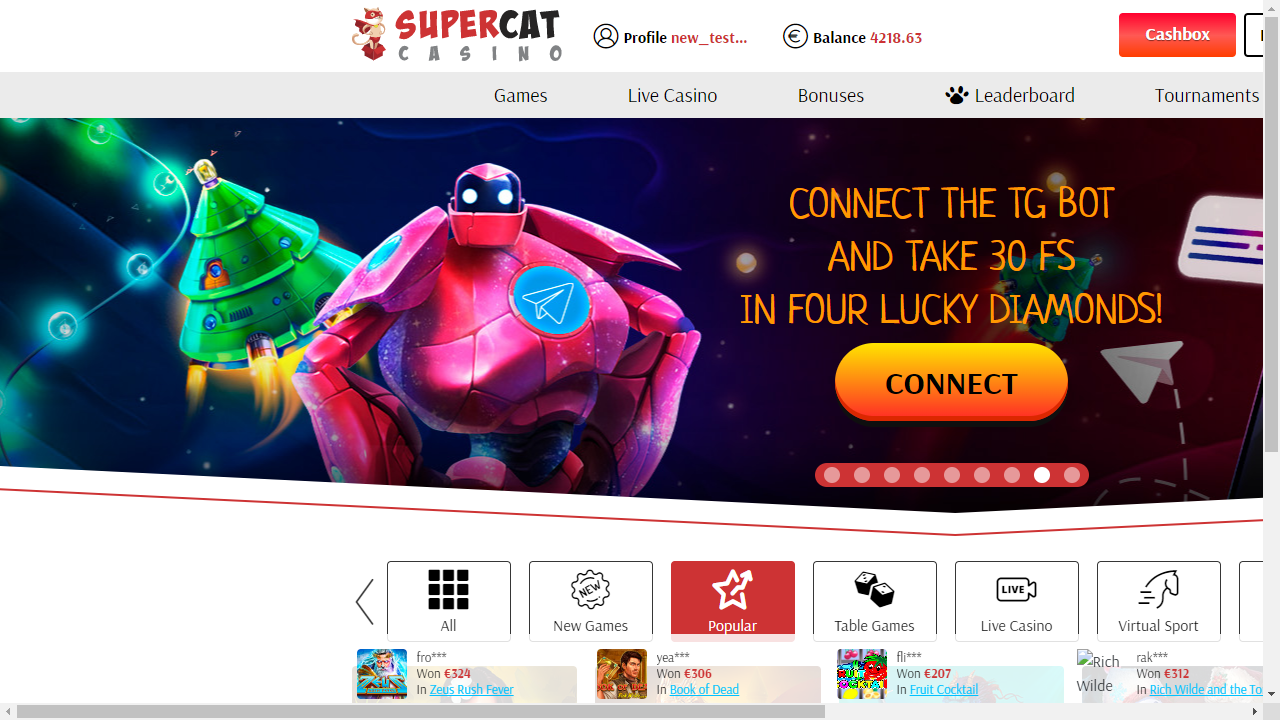 SUPERCAT
CASINO
Profile new_test...
Balance 4218.63
Cashbox
Games
Live Casino
Bonuses
Leaderboard
Tournaments
CONNECT THE TG BOT
AND TAKE 30 FS
IN FOUR LUCKY DIAMONDS!
CONNECT
All
NEW
New Games
Popular
Table Games
LIVE
Live Casino
Virtual Sport
fro***
Won €324
In Zeus Rush Fever
yea***
Won €306
In Book of Dead
fli***
Won €207
In Fruit Cocktail
Rich
Wilde
rak***
Won €312
In Rich Wilde and the To